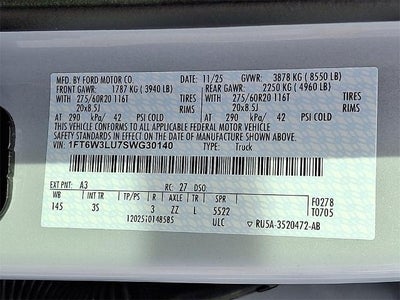 MFD. BY FORD MOTOR CO. 11/25 GVWR: 3878 KG (8550 LB)
FRONT GAWR: 1787 KG (3940 LB) REAR GAWR: 2250 KG (4960 LB)
WITH 275/60R20 116T TIRES WITH 275/60R20 116T TIRES
20x8.5J RIMS 20x8.5J RIMS
AT 290 kPa/ 42 PSI COLD AT 290 kPa/ 42 PSI COLD
THIS VEHICLE CONFORMS TO ALL APPLICABLE FEDERAL MOTOR VEHICLE
SAFETY STANDARDS IN EFFECT ON THE DATE OF MANUFACTURE SHOWN ABOVE.
VIN: 1FT6W3LU7SWG30140 TYPE: Truck
EXT PNT: A3 RC: 27 DSO:
WB TP/PS R AXLE TR SPR F0278
145 3S 3 ZZ L 5522 T0705
120251014858S ULC RU5A-3520472-AB